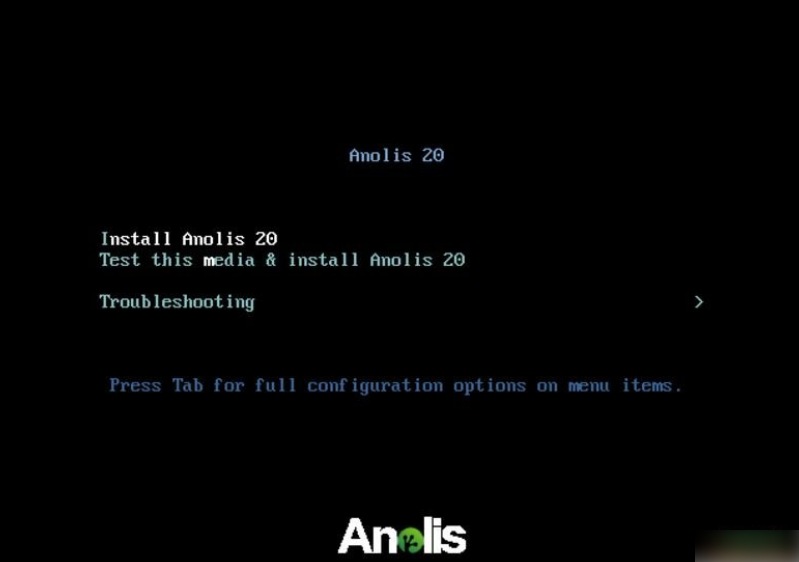 Anolis 20
Install Anolis 20
Test this media & install Anolis 20
Troubleshooting >
Press Tab for full configuration options on menu items.
Anolis